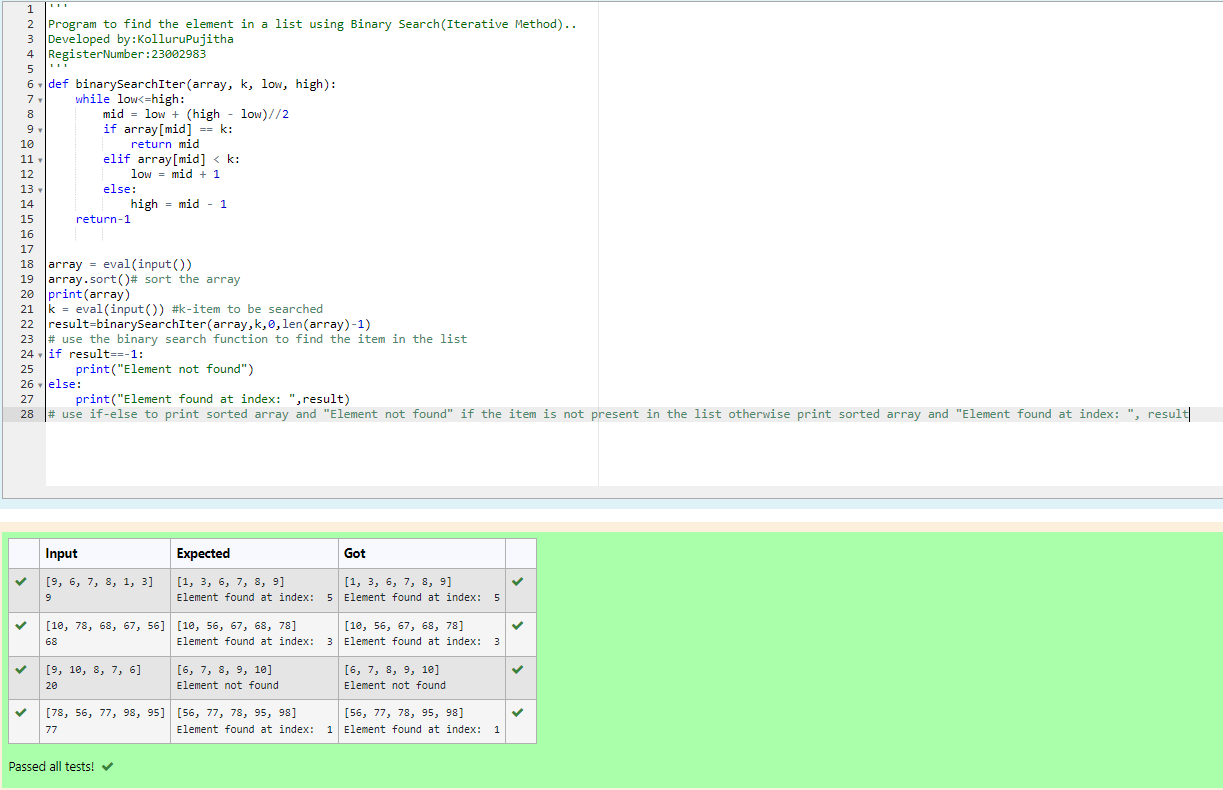 1 '''
2 Program to find the element in a list using Binary Search(Iterative Method)..
3 Developed by:KolluruPujitha
4 RegisterNumber:23002983
5 '''
6 def binarySearchIter(array, k, low, high):
7     while low<=high:
8         mid = low + (high - low)//2
9         if array[mid] == k:
10             return mid
11         elif array[mid] < k:
12             low = mid + 1
13         else:
14             high = mid - 1
15     return-1
16
17
18 array = eval(input())
19 array.sort()# sort the array
20 print(array)
21 k = eval(input()) #k-item to be searched
22 result=binarySearchIter(array,k,0,len(array)-1)
23 # use the binary search function to find the item in the list
24 if result==-1:
25     print("Element not found")
26 else:
27     print("Element found at index: ",result)
28 # use if-else to print sorted array and "Element not found" if the item is not present in the list otherwise print sorted array and "Element found at index: ", result
Input Expected Got
[9, 6, 7, 8, 1, 3] [1, 3, 6, 7, 8, 9] [1, 3, 6, 7, 8, 9]
9 Element found at index:  5 Element found at index:  5
[10, 78, 68, 67, 56] [10, 56, 67, 68, 78] [10, 56, 67, 68, 78]
68 Element found at index:  3 Element found at index:  3
[9, 10, 8, 7, 6] [6, 7, 8, 9, 10] [6, 7, 8, 9, 10]
20 Element not found Element not found
[78, 56, 77, 98, 95] [56, 77, 78, 95, 98] [56, 77, 78, 95, 98]
77 Element found at index:  1 Element found at index:  1
Passed all tests!